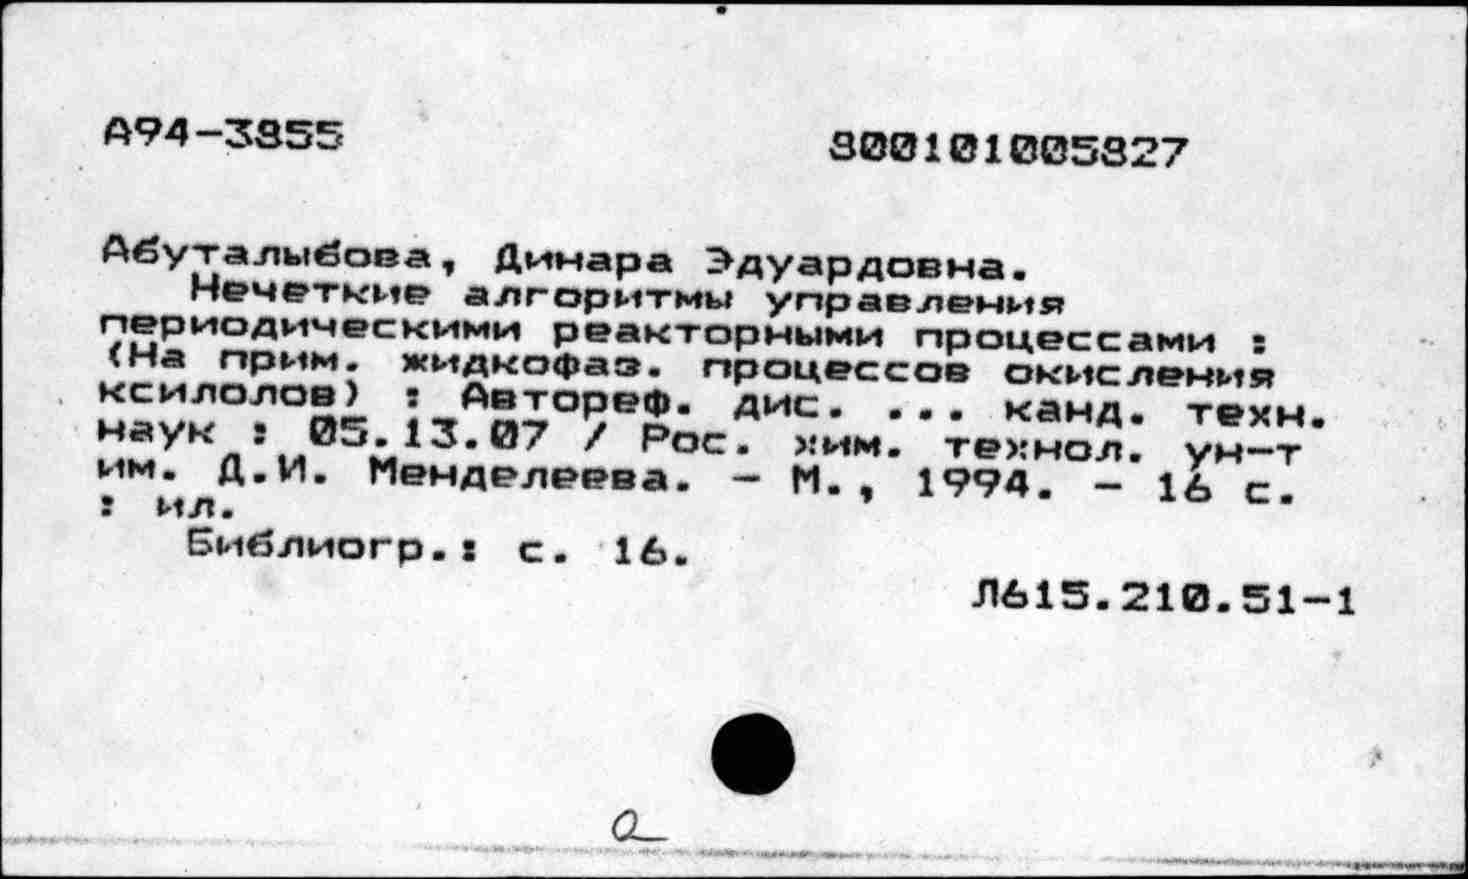 А94-3855
800101005827
Абуталыбова, Динара Эдуардовна.
Нечеткие алгоритмы управления
периодическими реакторными процессами :
(На прим. жидкофаз. процессов окисления
ксилолов) : Автореф. дис. ... канд. техн.
наук : 05.13.07 / Рос. хим. технол. ун-т
им. Д.И. Менделеева. - М., 1994. - 16 с.
: ил.
Библиогр.: с. 16.
Л615.210.51-1
а